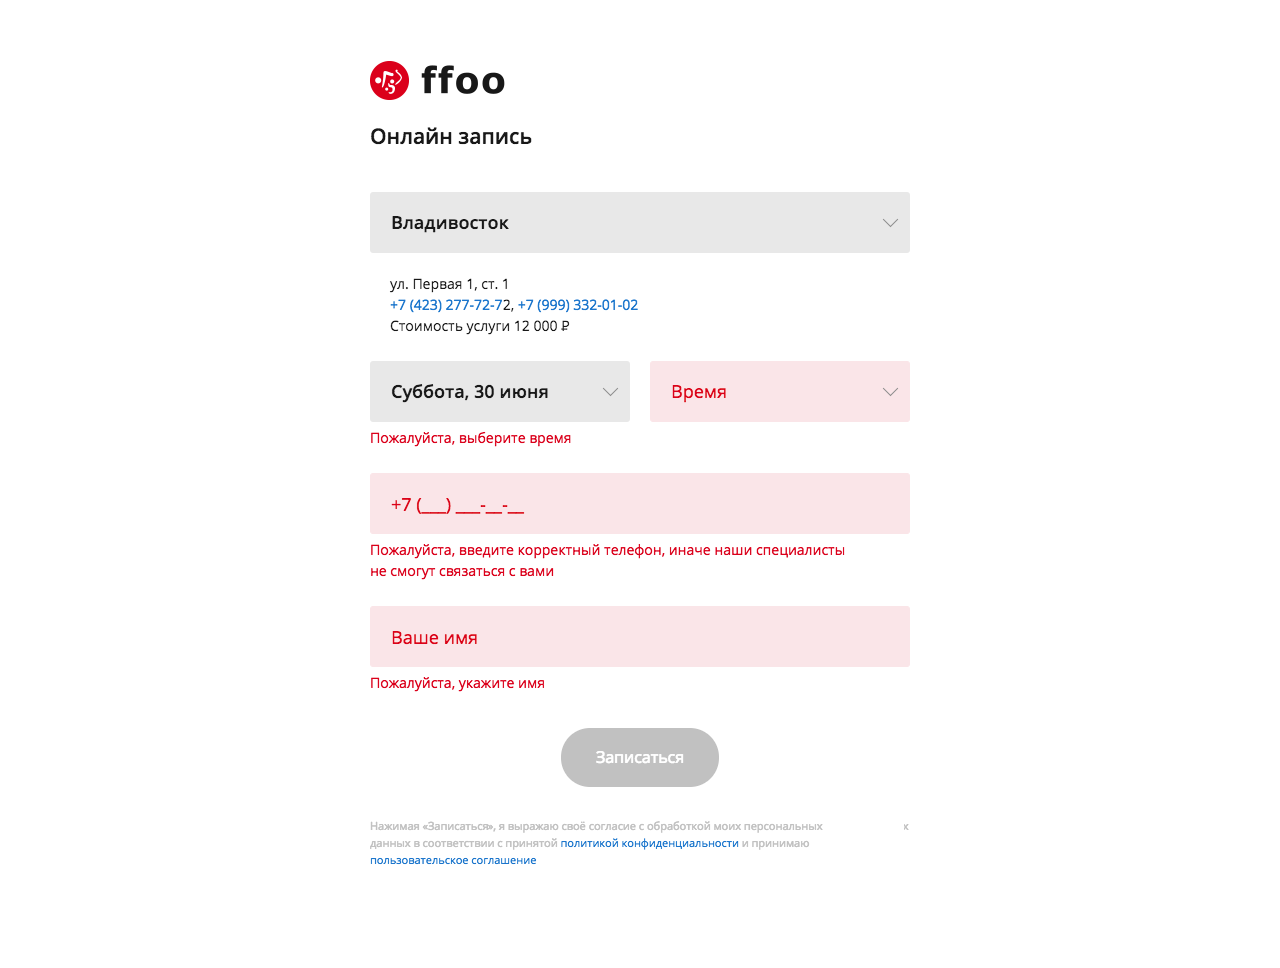 ffoo
Онлайн запись
Владивосток
ул. Первая 1, ст. 1
+7 (423) 277-72-72, +7 (999) 332-01-02
Стоимость услуги 12 000 ₽
Суббота, 30 июня
Время
Пожалуйста, выберите время
+7 (___) ___-__-__
Пожалуйста, введите корректный телефон, иначе наши специалисты
не смогут связаться с вами
Ваше имя
Пожалуйста, укажите имя
Записаться
Нажимая «Записаться», я выражаю своё согласие с обработкой моих персональных х
данных в соответствии с принятой политикой конфиденциальности и принимаю
пользовательское соглашение